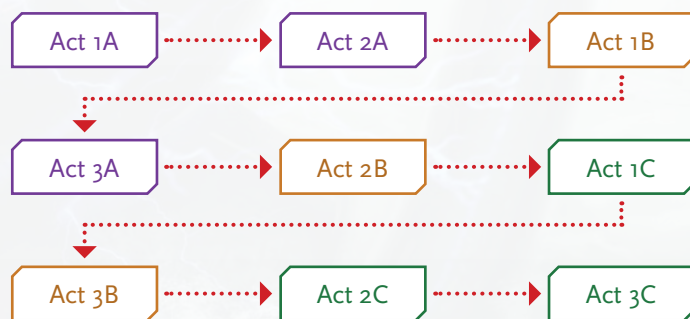 Act 1A
Act 2A
Act 1B
Act 3A
Act 2B
Act 1C
Act 3B
Act 2C
Act 3C